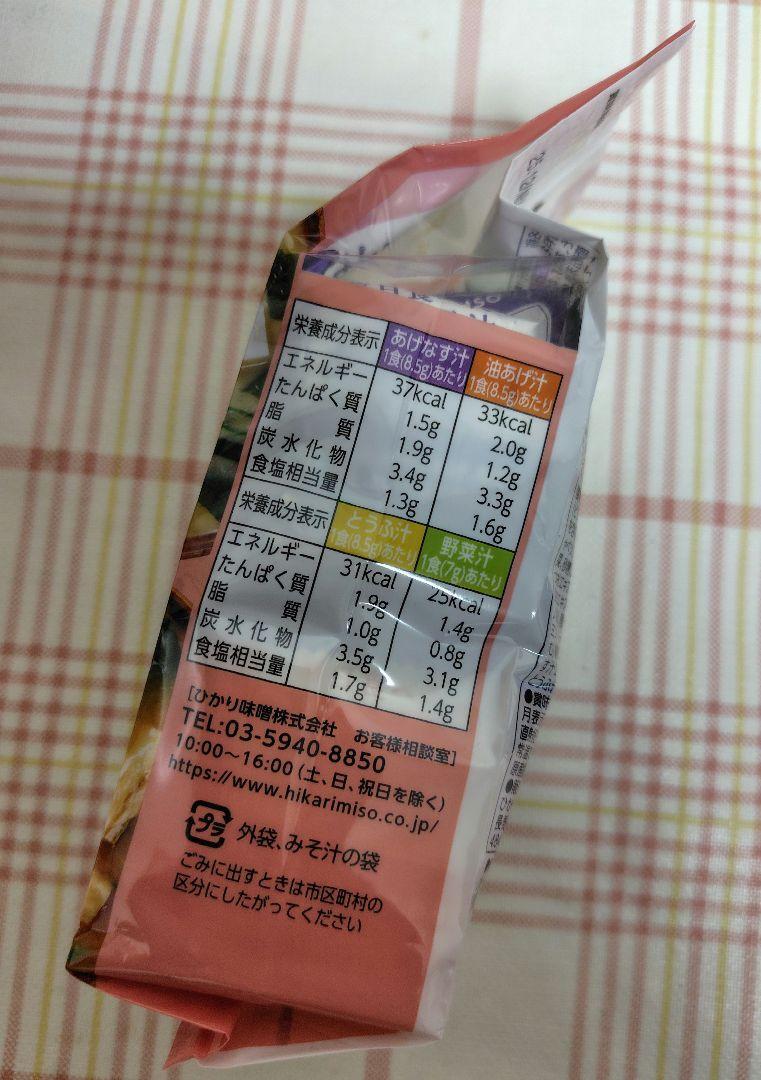 栄養成分表示 あげなす汁 1食(8.5g)あたり 油あげ汁 1食(8.5g)あたり
エネルギー 37kcal 33kcal
たんぱく質 1.5g 2.0g
脂質 1.9g 1.2g
炭水化物 3.4g 3.3g
食塩相当量 1.3g 1.6g
栄養成分表示 とうふ汁 1食(8.5g)あたり 野菜汁 1食(7g)あたり
エネルギー 31kcal 25kcal
たんぱく質 1.9g 1.4g
脂質 1.0g 0.8g
炭水化物 3.5g 3.1g
食塩相当量 1.7g 1.4g
[ひかり味噌株式会社 お客様相談室]
TEL:03-5940-8850
10:00～16:00(土、日、祝日を除く)
https://www.hikarimiso.co.jp/
プラ 外袋、みそ汁の袋
ごみに出すときは市区町村の
区分にしたがってください